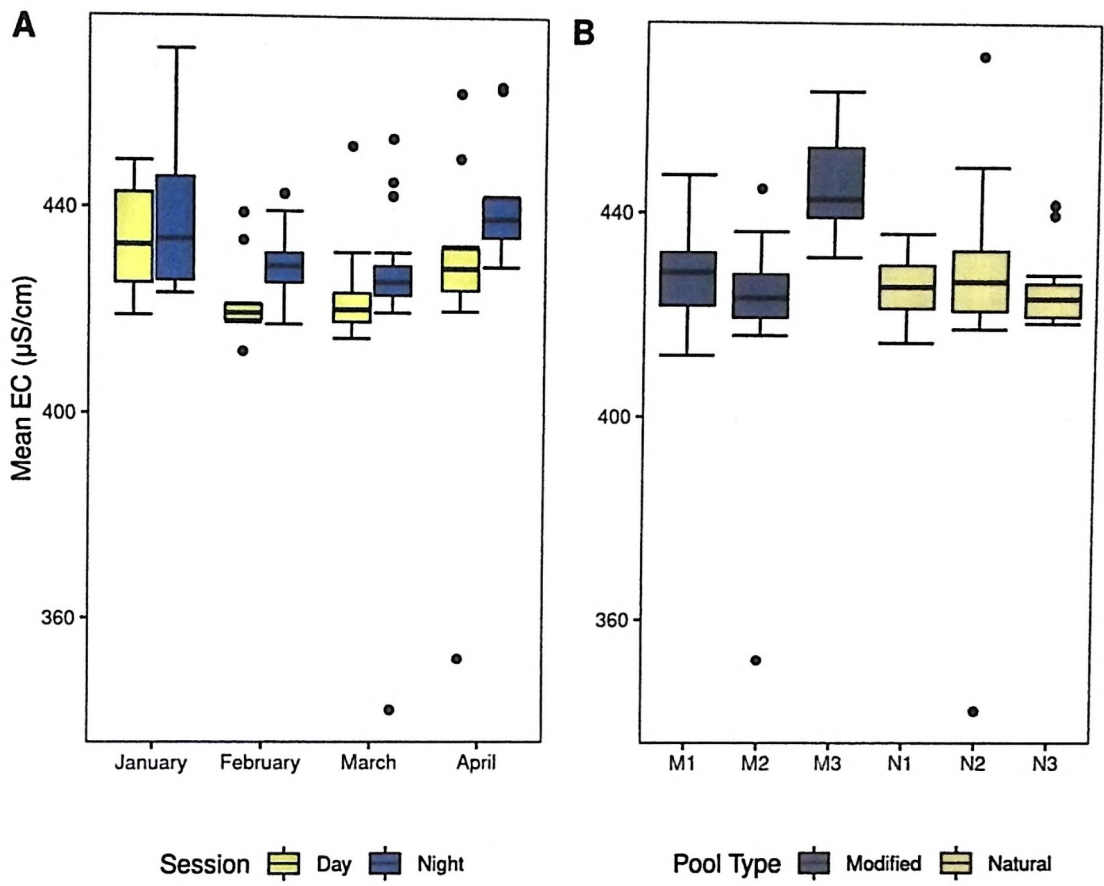 A
B
Mean EC (µS/cm)
440
400
360
January February March April
440
400
360
M1 M2 M3 N1 N2 N3
Session Day Night
Pool Type Modified Natural